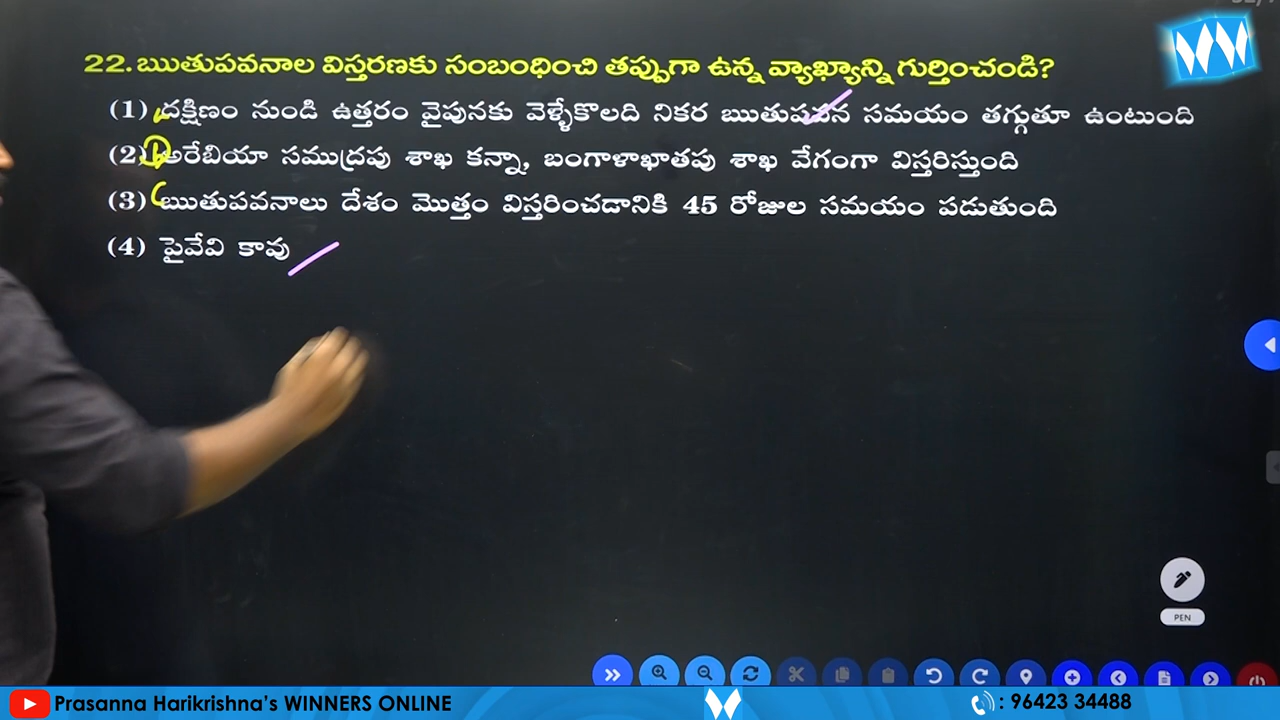 22. ఋతుపవనాల విస్తరణకు సంబంధించి తప్పుగా ఉన్న వ్యాఖ్యాన్ని గుర్తించండి?
(1) దక్షిణం నుండి ఉత్తరం వైపునకు వెళ్ళేకొలది నికర ఋతుపవన సమయం తగ్గుతూ ఉంటుంది
(2) అరేబియా సముద్రపు శాఖ కన్నా, బంగాళాఖాతపు శాఖ వేగంగా విస్తరిస్తుంది
(3) ఋతుపవనాలు దేశం మొత్తం విస్తరించడానికి 45 రోజుల సమయం పడుతుంది
(4) పైవేవి కావు
W
PEN
Prasanna Harikrishna's WINNERS ONLINE
W
: 96423 34488